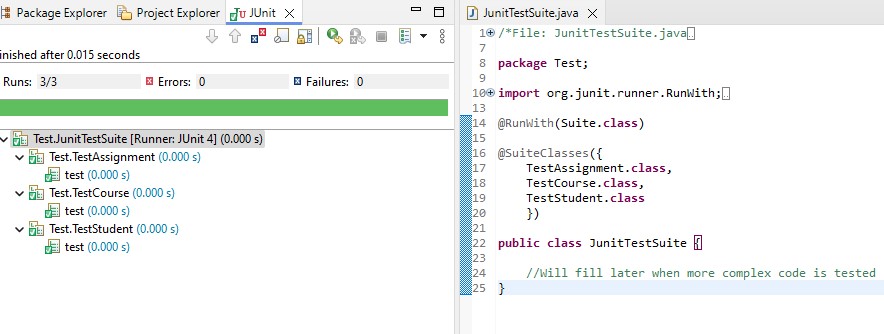 Package Explorer Project Explorer JUnit
inished after 0.015 seconds
Runs: 3/3 Errors: 0 Failures: 0
Test.JunitTestSuite [Runner: JUnit 4] (0.000 s)
Test.TestAssignment (0.000 s)
test (0.000 s)
Test.TestCourse (0.000 s)
test (0.000 s)
Test.TestStudent (0.000 s)
test (0.000 s)
JunitTestSuite.java
1 /*File: JunitTestSuite.java
7
8 package Test;
9
10 import org.junit.runner.RunWith;
13
14 @RunWith(Suite.class)
15
16 @SuiteClasses({
17 TestAssignment.class,
18 TestCourse.class,
19 TestStudent.class
20 })
21
22 public class JunitTestSuite {
23
24 //Will fill later when more complex code is tested
25 }